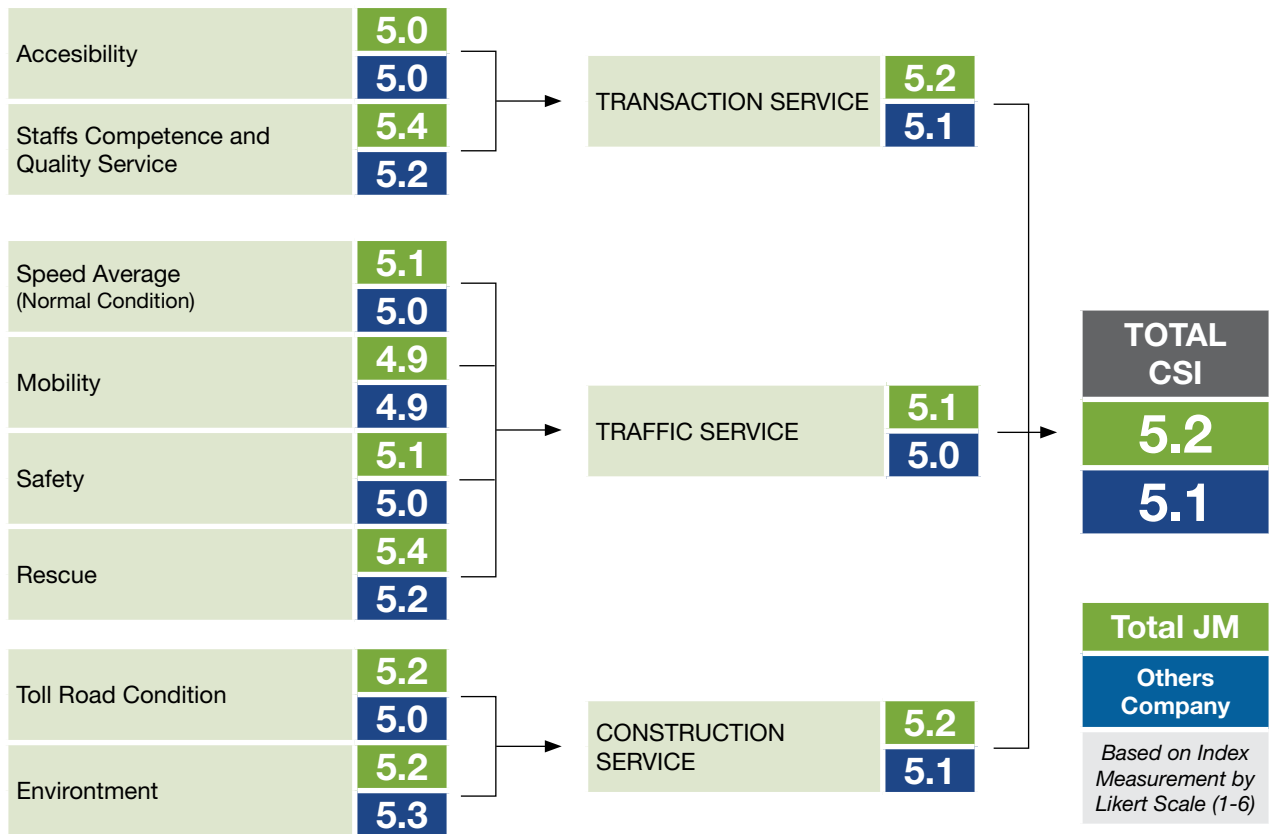 Accesibility
5.0
5.0
Staffs Competence and
Quality Service
5.4
5.2
TRANSACTION SERVICE
5.2
5.1
Speed Average
(Normal Condition)
5.1
5.0
Mobility
4.9
4.9
Safety
5.1
5.0
Rescue
5.4
5.2
TRAFFIC SERVICE
5.1
5.0
Toll Road Condition
5.2
5.0
Environtment
5.2
5.3
CONSTRUCTION
SERVICE
5.2
5.1
TOTAL
CSI
5.2
5.1
Total JM
Others
Company
Based on Index
Measurement by
Likert Scale (1-6)